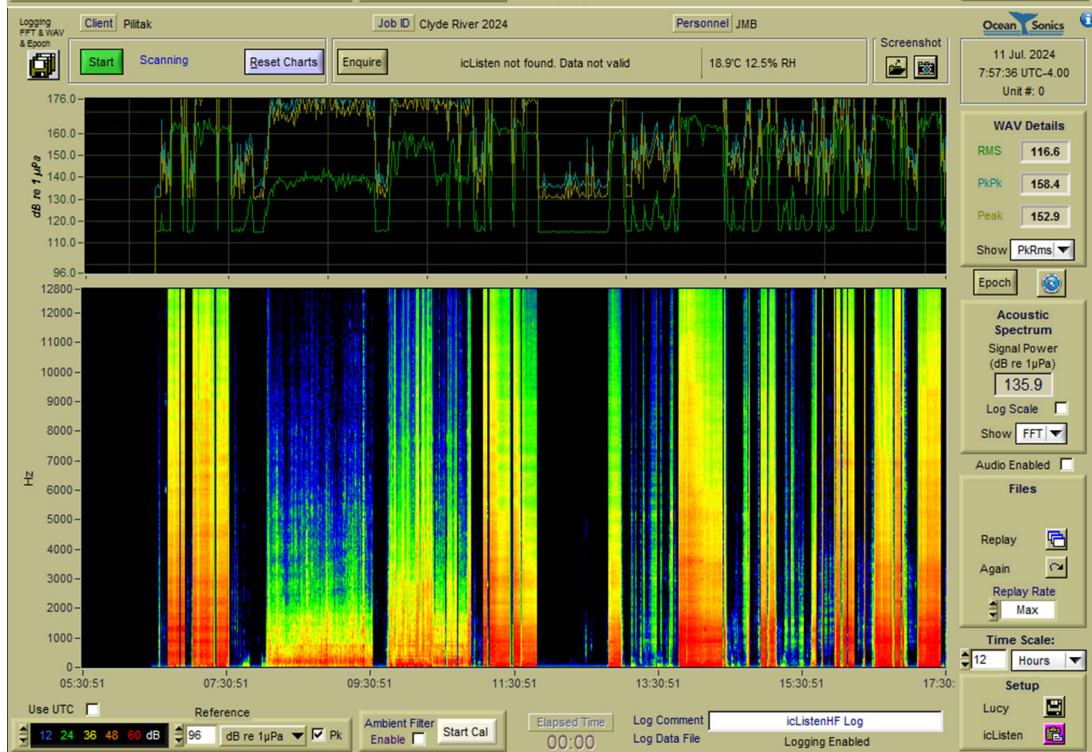 Logging
FFT & WAV
& Epoch
Client Pilitak
Job ID Clyde River 2024
Personnel JMB
Ocean Sonics
Start
Scanning
Reset Charts
Enquire
icListen not found. Data not valid
18.9'C 12.5% RH
Screenshot
11 Jul. 2024
7:57:36 UTC-4.00
Unit #: 0
176.0
160.0
150.0
140.0
130.0
120.0
110.0
96.0
dB re 1 µPa
WAV Details
RMS 116.6
PkPk 158.4
Peak 152.9
Show PkRms
Epoch
12800
12000
11000
10000
9000
8000
7000
6000
5000
4000
3000
2000
1000
0
Hz
05:30:51
07:30:51
09:30:51
11:30:51
13:30:51
15:30:51
17:30:
Acoustic
Spectrum
Signal Power
(dB re 1µPa)
135.9
Log Scale
Show FFT
Audio Enabled
Files
Replay
Again
Replay Rate
Max
Time Scale:
12 Hours
Setup
Lucy
icListen
Use UTC
Reference
12 24 36 48 60 dB
96 dB re 1µPa Pk
Ambient Filter
Enable
Start Cal
Elapsed Time
00:00
Log Comment icListenHF Log
Log Data File Logging Enabled